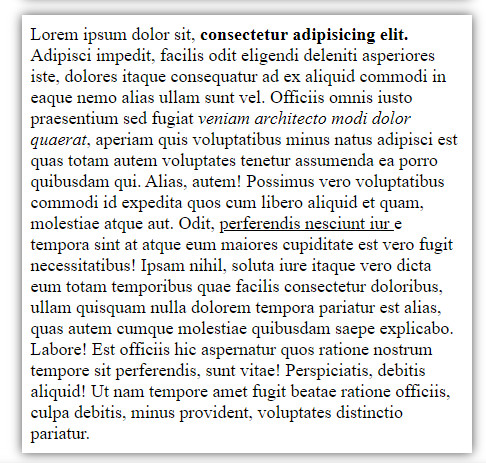 Lorem ipsum dolor sit, consectetur adipisicing elit.
Adipisci impedit, facilis odit eligendi deleniti asperiores
iste, dolores itaque consequatur ad ex aliquid commodi in
eaque nemo alias ullam sunt vel. Officiis omnis iusto
praesentium sed fugiat veniam architecto modi dolor
quaerat, aperiam quis voluptatibus minus natus adipisci est
quas totam autem voluptates tenetur assumenda ea porro
quibusdam qui. Alias, autem! Possimus vero voluptatibus
commodi id expedita quos cum libero aliquid et quam,
molestiae atque aut. Odit, perferendis nesciunt iur e
tempora sint at atque eum maiores cupiditate est vero fugit
necessitatibus! Ipsam nihil, soluta iure itaque vero dicta
eum totam temporibus quae facilis consectetur doloribus,
ullam quisquam nulla dolorem tempora pariatur est alias,
quas autem cumque molestiae quibusdam saepe explicabo.
Labore! Est officiis hic aspernatur quos ratione nostrum
tempore sit perferendis, sunt vitae! Perspiciatis, debitis
aliquid! Ut nam tempore amet fugit beatae ratione officiis,
culpa debitis, minus provident, voluptates distinctio
pariatur.